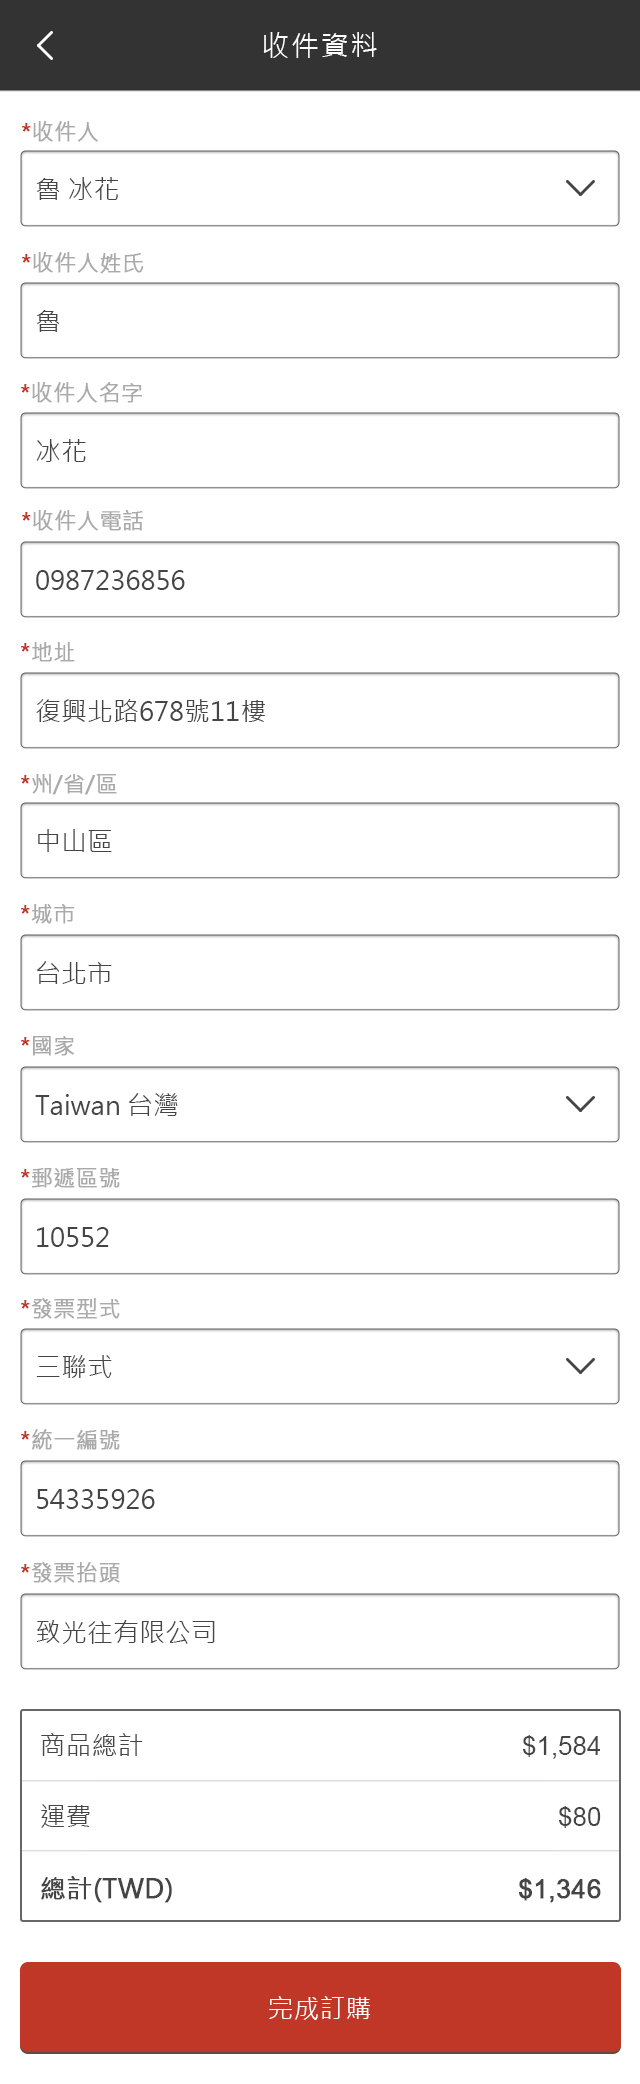 收件資料
*收件人
魯 冰花
*收件人姓氏
魯
*收件人名字
冰花
*收件人電話
0987236856
*地址
復興北路678號11樓
*州/省/區
中山區
*城市
台北市
*國家
Taiwan 台灣
*郵遞區號
10552
*發票型式
三聯式
*統一編號
54335926
*發票抬頭
致光往有限公司
商品總計 $1,584
運費 $80
總計(TWD) $1,346
完成訂購